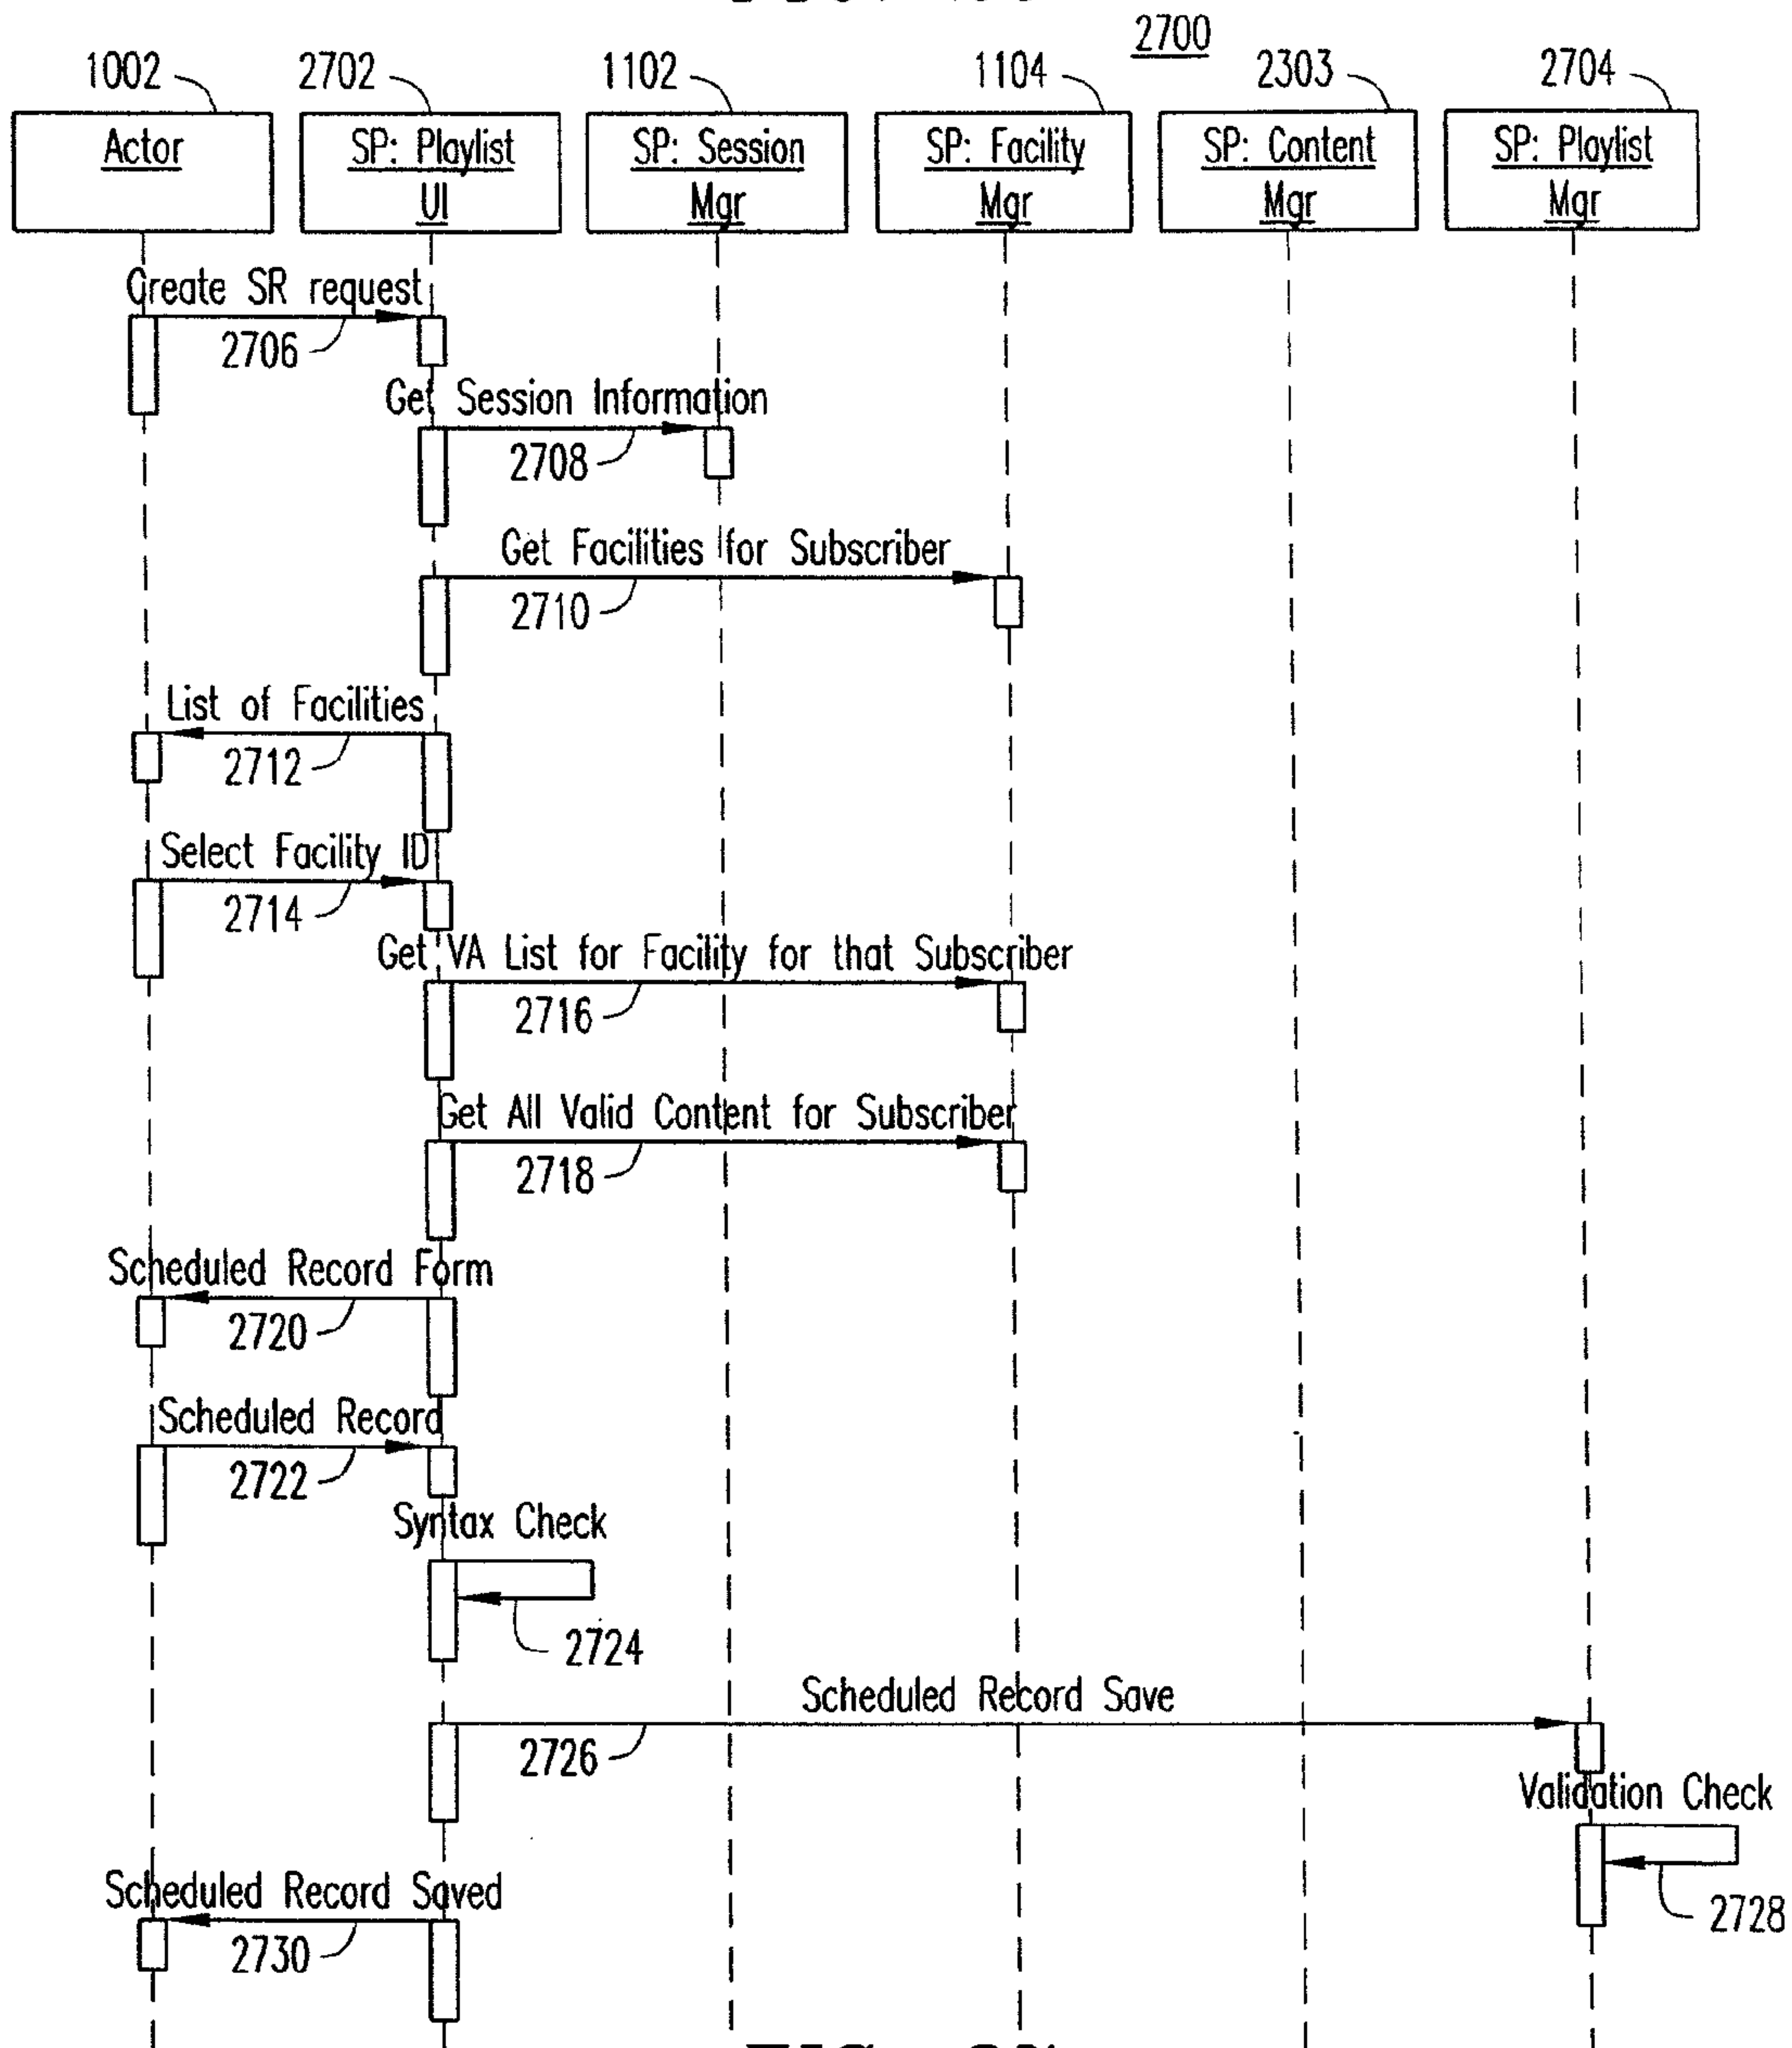 2700
1002 2702 1102 1104 2303 2704
Actor
SP: Playlist
UI
SP: Session
Mgr
SP: Facility
Mgr
SP: Content
Mgr
SP: Playlist
Mgr
Create SR request
2706
Get Session Information
2708
Get Facilities for Subscriber
2710
List of Facilities
2712
Select Facility ID
2714
Get VA List for Facility for that Subscriber
2716
Get All Valid Content for Subscriber
2718
Scheduled Record Form
2720
Scheduled Record
2722
Syntax Check
2724
Scheduled Record Save
2726
Validation Check
2728
Scheduled Record Saved
2730